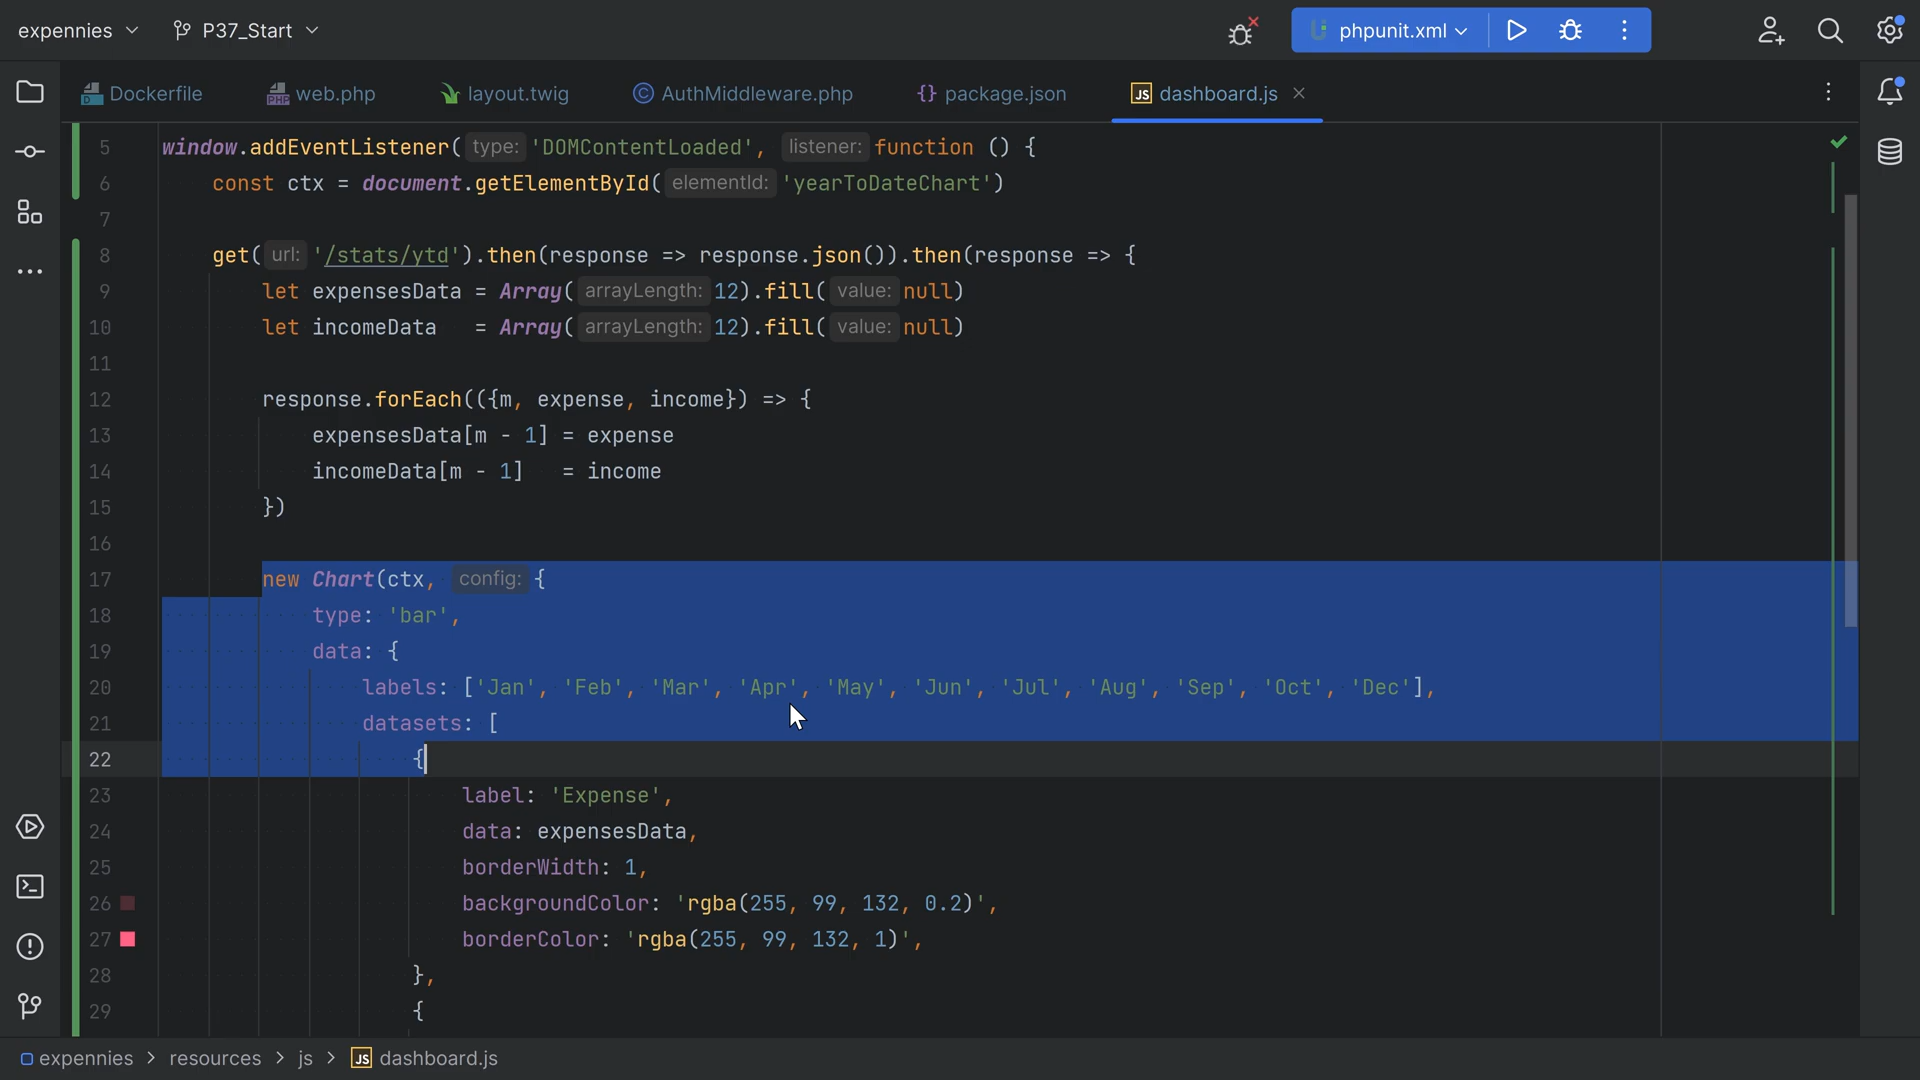 expennies P37_Start phpunit.xml
Dockerfile web.php layout.twig AuthMiddleware.php package.json dashboard.js
5 window.addEventListener( type: 'DOMContentLoaded', listener: function () {
6 const ctx = document.getElementById( elementId: 'yearToDateChart')
7
8 get( url: '/stats/ytd').then(response => response.json()).then(response => {
9 let expensesData = Array( arrayLength: 12).fill( value: null)
10 let incomeData   = Array( arrayLength: 12).fill( value: null)
11
12 response.forEach(({m, expense, income}) => {
13 expensesData[m - 1] = expense
14 incomeData[m - 1]   = income
15 })
16
17 new Chart(ctx, config: {
18 type: 'bar',
19 data: {
20 labels: ['Jan', 'Feb', 'Mar', 'Apr', 'May', 'Jun', 'Jul', 'Aug', 'Sep', 'Oct', 'Dec'],
21 datasets: [
22 {
23 label: 'Expense',
24 data: expensesData,
25 borderWidth: 1,
26 backgroundColor: 'rgba(255, 99, 132, 0.2)',
27 borderColor: 'rgba(255, 99, 132, 1)',
28 },
29 {
expennies > resources > js > JS dashboard.js